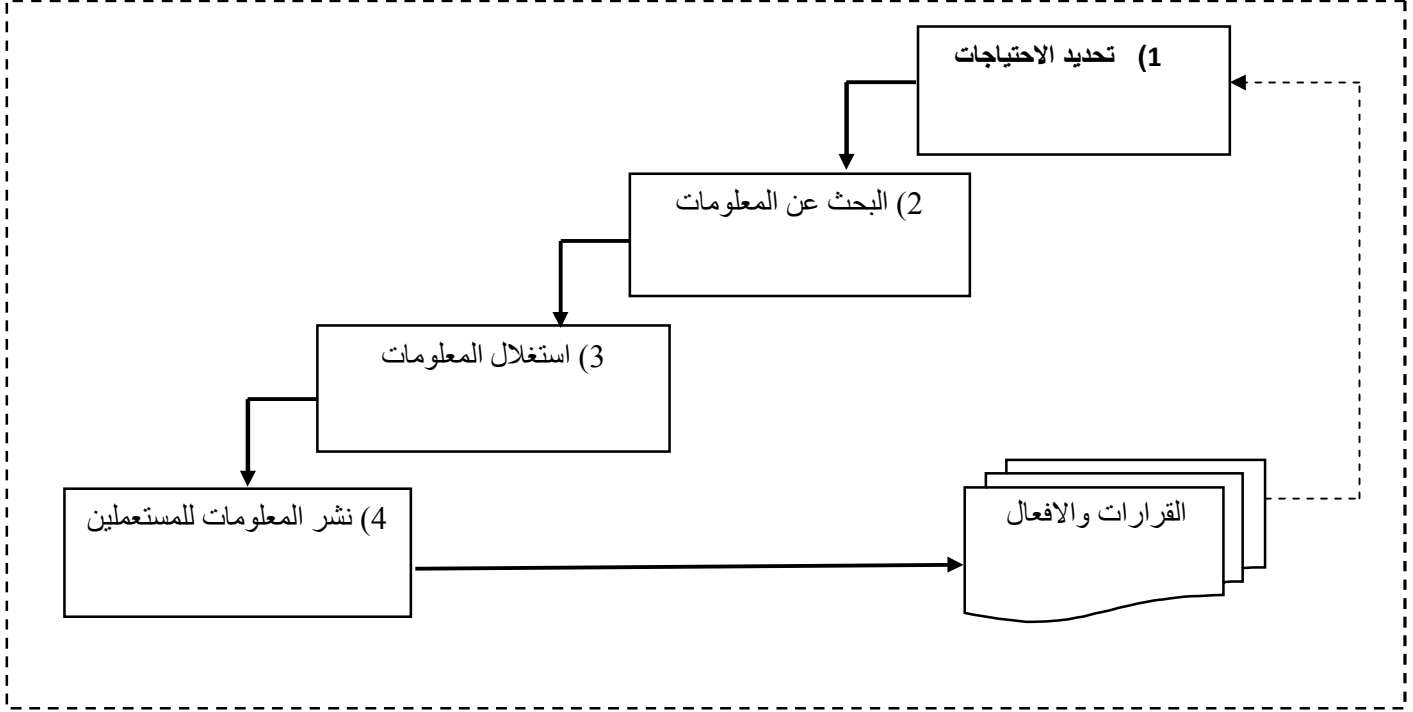 1) تحديد الاحتياجات
2) البحث عن المعلومات
3) استغلال المعلومات
4) نشر المعلومات للمستعملين
القرارات والافعال